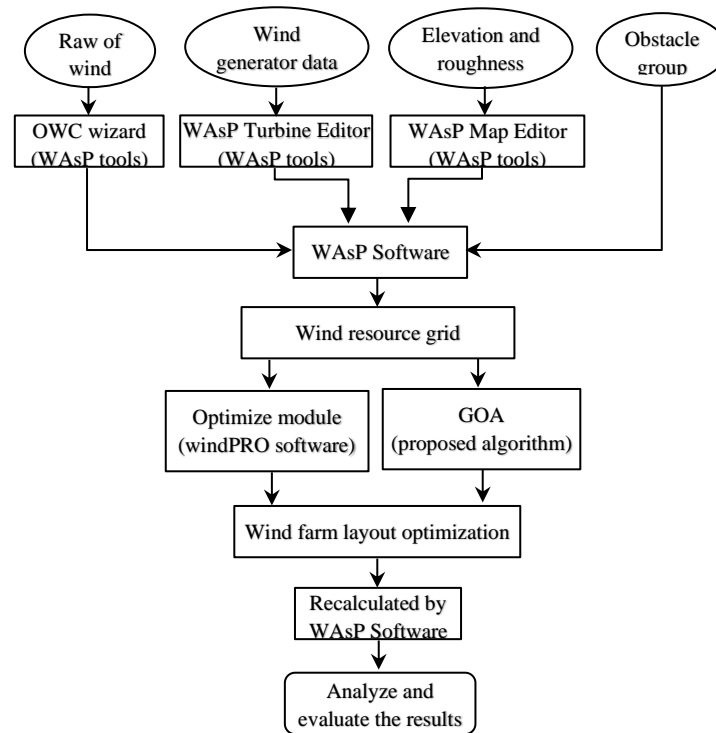 Raw of
wind
Wind
generator data
Elevation and
roughness
Obstacle
group
OWC wizard
(WAsP tools)
WAsP Turbine Editor
(WAsP tools)
WAsP Map Editor
(WAsP tools)
WAsP Software
Wind resource grid
Optimize module
(windPRO software)
GOA
(proposed algorithm)
Wind farm layout optimization
Recalculated by
WAsP Software
Analyze and
evaluate the results